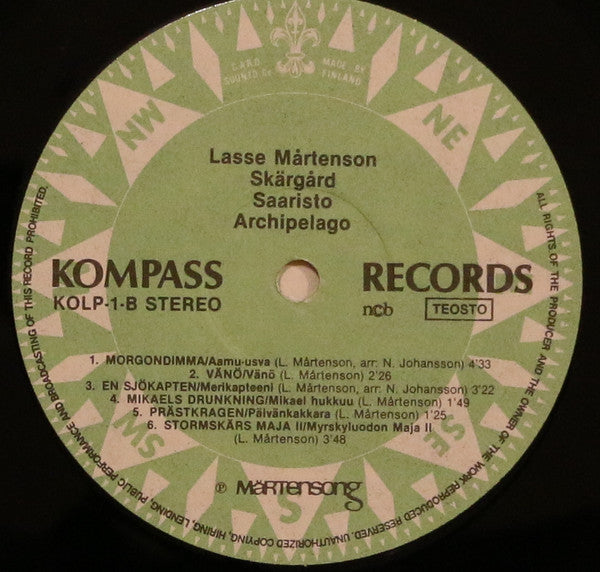 C.A.R.D.
SUUNTO Oy
MADE BY
FINLAND
NW
NE
Lasse Mårtenson
Skärgård
Saaristo
Archipelago
KOMPASS RECORDS
KOLP-1-B STEREO
ncb TEOSTO
1. MORGONDIMMA/Aamu-usva (L. Mårtenson, arr. N. Johansson) 4'33
2. VÄNÖ/Vänö (L. Mårtenson) 2'26
3. EN SJÖKAPTEN/Merikapteeni (L. Mårtenson, arr. N. Johansson) 3'22
4. MIKAELS DRUNKNING/Mikael hukkuu (L. Mårtenson) 1'49
5. PRÄSTKRAGEN/Päivänkakkara (L. Mårtenson) 1'25
6. STORMSKÄRS MAJA II/Myrskyluodon Maja II
(L. Mårtenson) 3'48
SW
SE
℗ MÅRTENSONG
S
ALL RIGHTS OF THE PRODUCER AND THE OWNER OF THE WORK REPRODUCED RESERVED. UNAUTHORIZED COPYING, HIRING, LENDING, PUBLIC PERFORMANCE AND BROADCASTING OF THIS RECORD PROHIBITED.